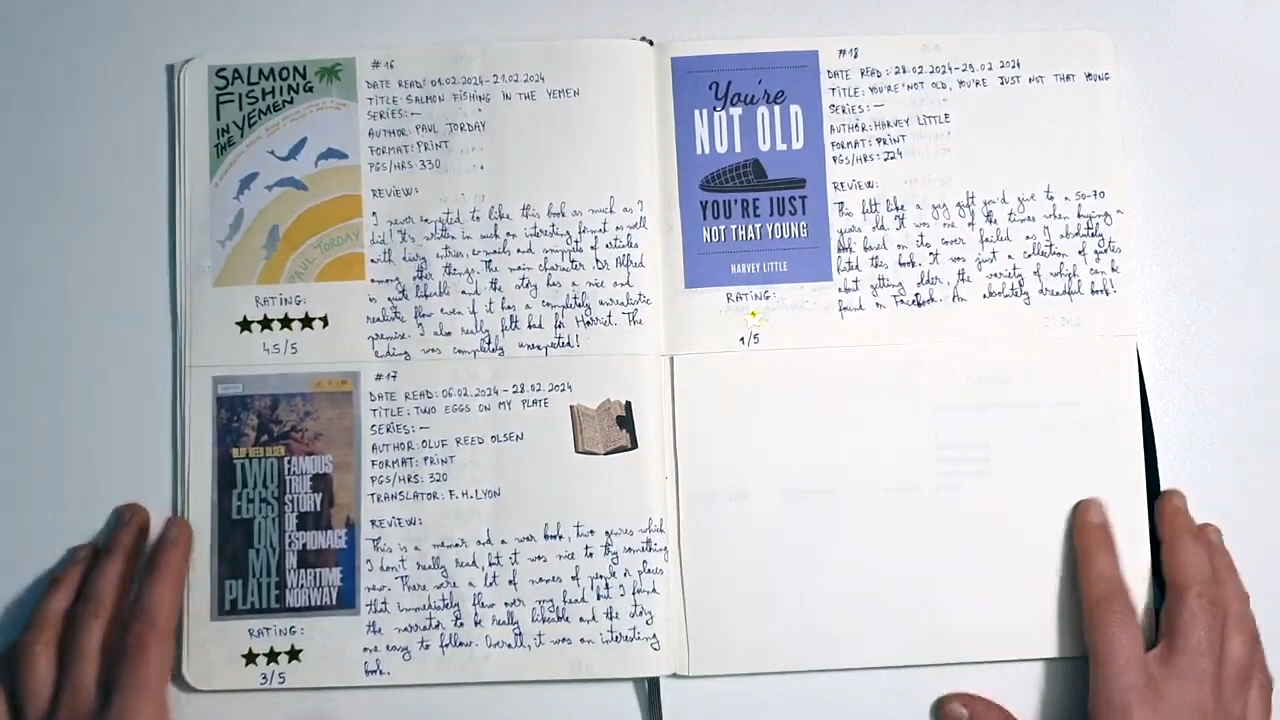 SALMON
FISHING
IN
THE YEMEN
PAUL TORDAY
RATING:
4.5/5
#16
DATE READ: 01.02.2024-21.02.2024
TITLE: SALMON FISHING IN THE YEMEN
SERIES: -
AUTHOR: PAUL TORDAY
FORMAT: PRINT
PGS/HRS: 330
REVIEW:
I never expected to like this book as much as I
did! It's written in such an interesting format as well
with diary entries, e-mails and snippets of articles
among other things. The main character Dr Alfred
is quite likeable and the story has a nice and
realistic flow even if it has a completely unrealistic
premise. I also really felt bad for Harriet. The
ending was completely unexpected!
OLUF REED OLSEN
TWO
EGGS
ON
MY
PLATE
FAMOUS
TRUE
STORY
OF
ESPIONAGE
IN
WARTIME
NORWAY
RATING:
3/5
#17
DATE READ: 06.02.2024-28.02.2024
TITLE: TWO EGGS ON MY PLATE
SERIES: -
AUTHOR: OLUF REED OLSEN
FORMAT: PRINT
PGS/HRS: 320
TRANSLATOR: F.H.LYON
REVIEW:
This is a memoir and a war book, two genres which
I don't really read, but it was nice to try something
new. There were a lot of names of people or places
that immediately flew over my head but I found
the narrator to be really likeable and the story
one easy to follow. Overall, it was an interesting
book.
You're
NOT OLD
YOU'RE JUST
NOT THAT YOUNG
HARVEY LITTLE
RATING:
1/5
#18
DATE READ: 28.02.2024-29.02.2024
TITLE: YOU'RE NOT OLD, YOU'RE JUST NOT THAT YOUNG
SERIES: -
AUTHOR: HARVEY LITTLE
FORMAT: PRINT
PGS/HRS: 224
REVIEW:
This felt like a gag gift you'd give to a 50-70
years old. It was one of the times when buying a
book based on its cover failed as I absolutely
hated this book. It was just a collection of quotes
about getting older, the variety of which can be
found on Facebook. An absolutely dreadful book!